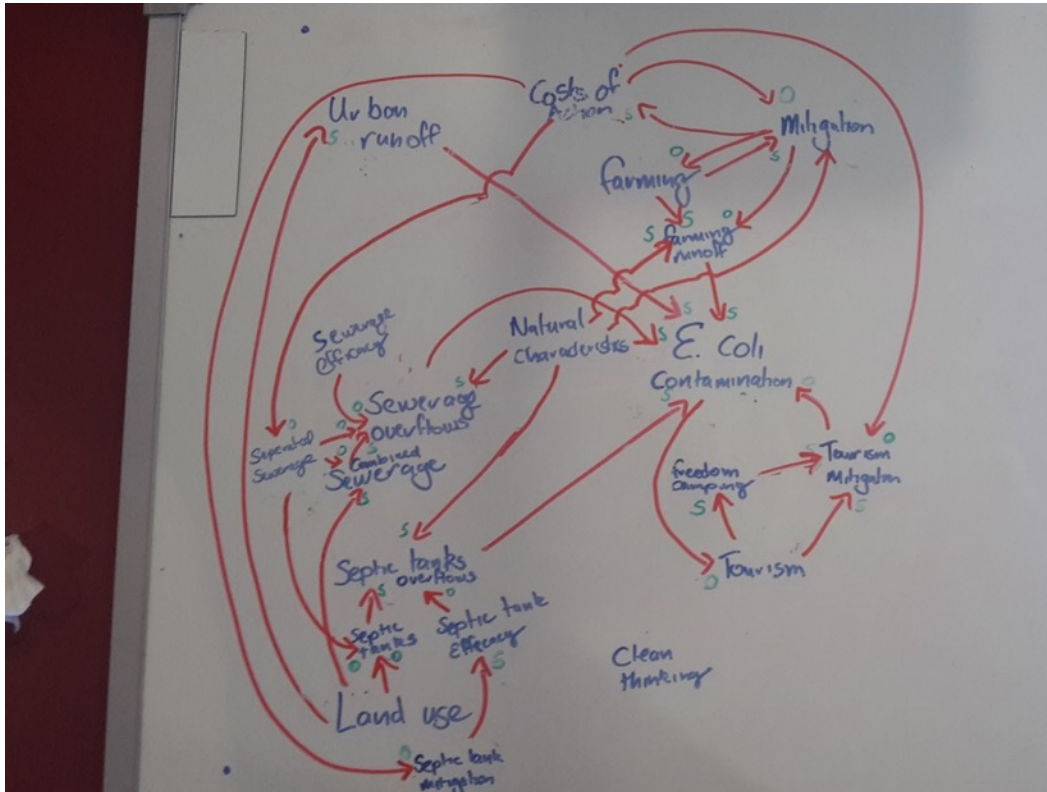 Urban
runoff
S
Costs of
Action
S
O
Mitigation
O
S
farming
S
S
O
farming
runoff
S
S
Natural
Characteristics
S
E. Coli
Contamination
S
O
Sewerage
efficacy
S
O
Sewerage
overflows
O
O
Seperated
Sewerage
O
S
Combined
Sewerage
S
freedom
camping
S
S
O
Tourism
Mitigation
S
O
Tourism
S
Septic tanks
overflows
S
O
Septic
tanks
O
O
Septic tank
Efficacy
S
Clean
thinking
Land use
O
Septic tank
mitigation